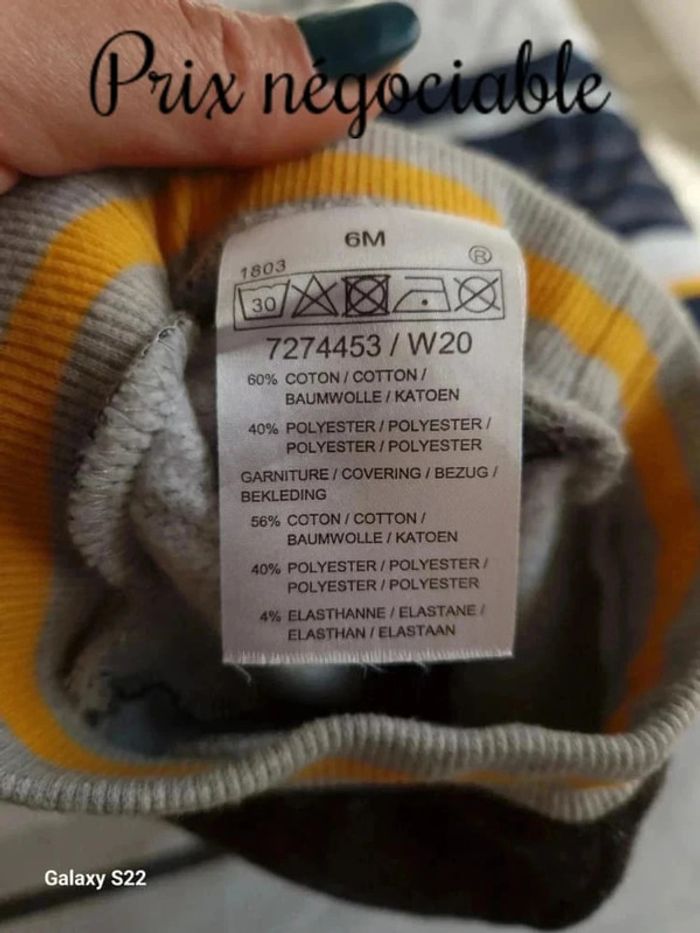 Prix négociable
6M
®
1803
30
7274453 / W20
60% COTON / COTTON /
BAUMWOLLE / KATOEN
40% POLYESTER / POLYESTER /
POLYESTER / POLYESTER
GARNITURE / COVERING / BEZUG /
BEKLEDING
56% COTON / COTTON /
BAUMWOLLE / KATOEN
40% POLYESTER / POLYESTER /
POLYESTER / POLYESTER
4% ELASTHANNE / ELASTANE /
ELASTHAN / ELASTAAN
Galaxy S22